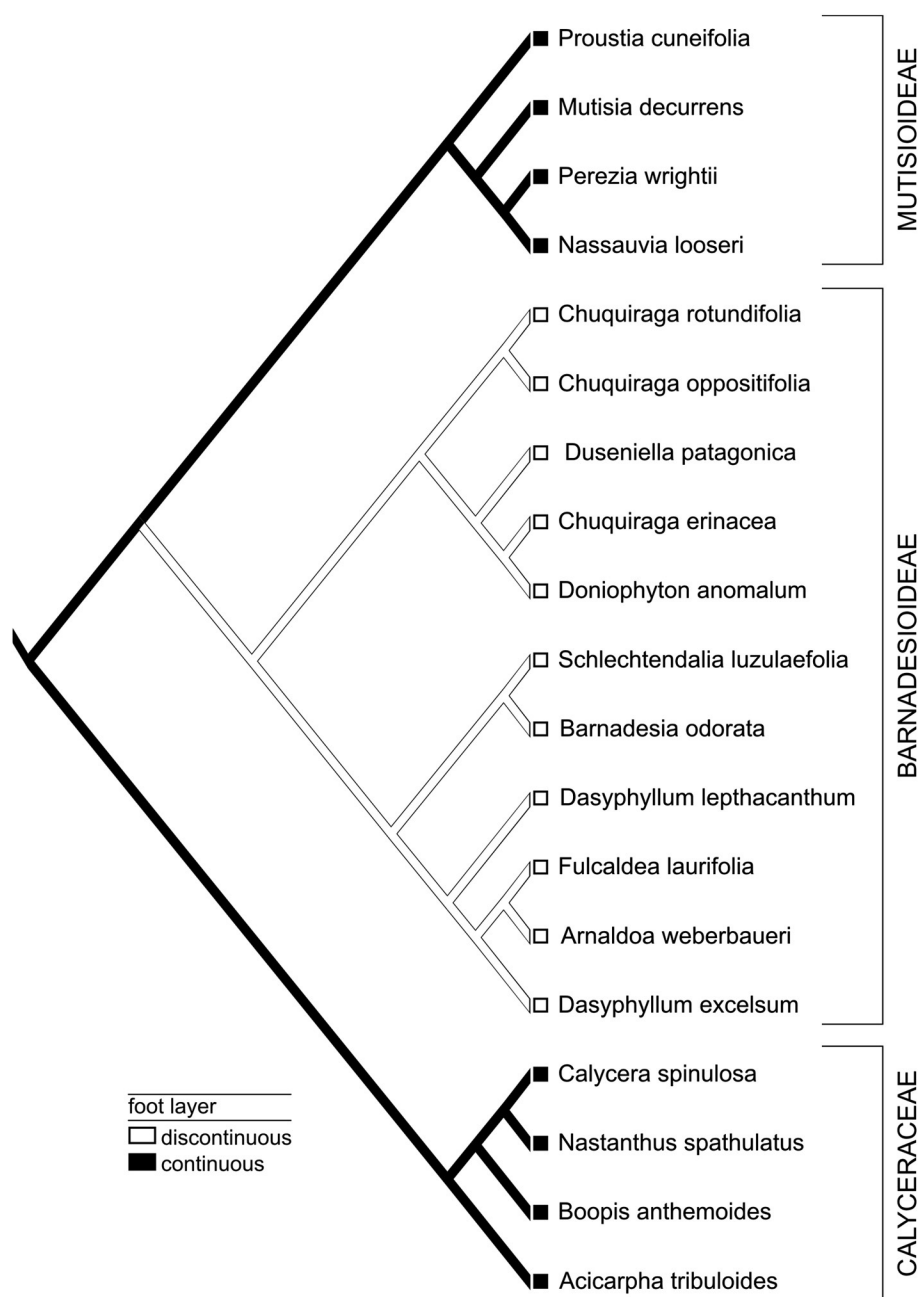 Proustia cuneifolia
Mutisia decurrens
Perezia wrightii
Nassauvia looseri
MUTISIOIDEAE
Chuquiraga rotundifolia
Chuquiraga oppositifolia
Duseniella patagonica
Chuquiraga erinacea
Doniophyton anomalum
Schlechtendalia luzulaefolia
Barnadesia odorata
Dasyphyllum lepthacanthum
Fulcaldea laurifolia
Arnaldoa weberbaueri
Dasyphyllum excelsum
BARNADESIOIDEAE
Calycera spinulosa
Nastanthus spathulatus
Boopis anthemoides
Acicarpha tribuloides
CALYCERACEAE
foot layer
discontinuous
continuous